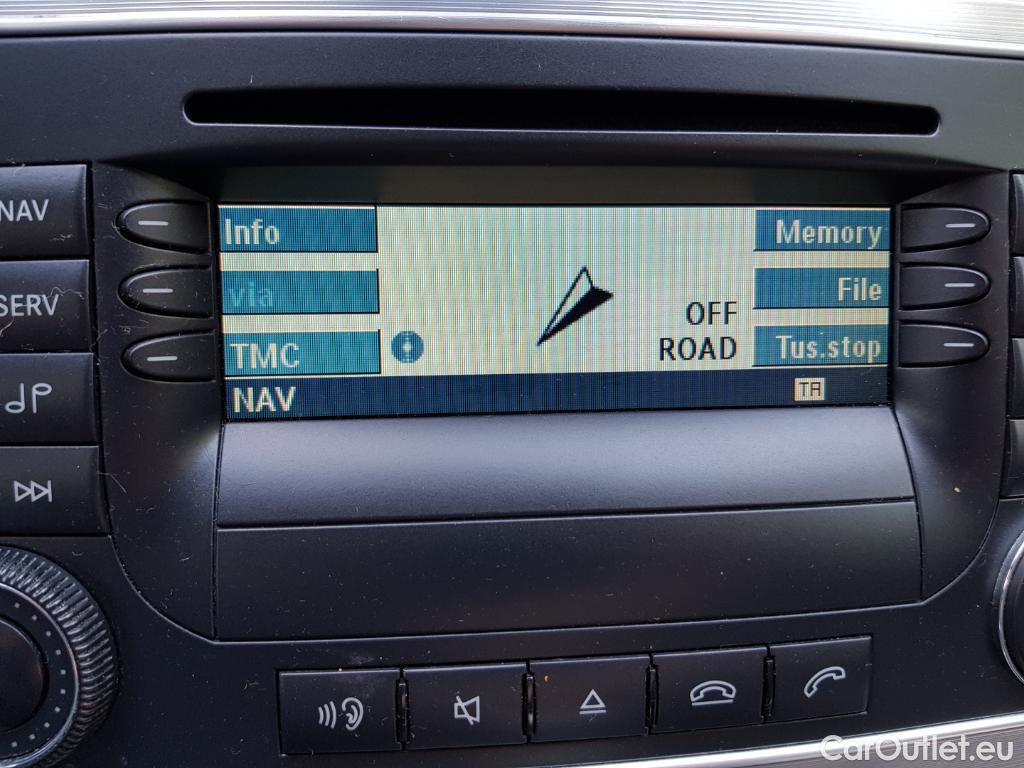 NAV
SERV
Info
via
TMC
NAV
OFF
ROAD
TA
Memory
File
Tus.stop
CarOutlet.eu